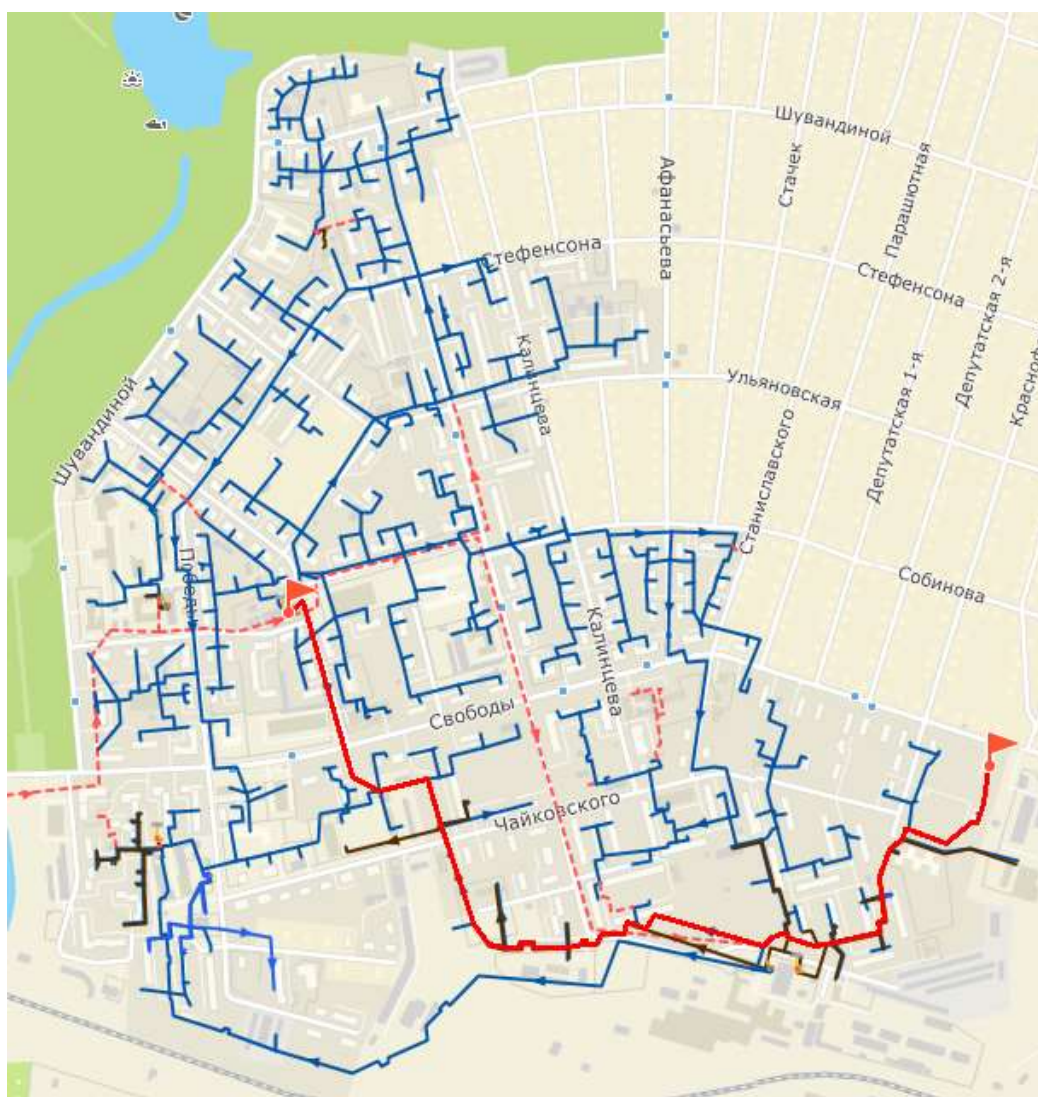 Шувандиной
Стачек
Парашютная
Афанасьева
Стефенсона
Стефенсона
Депутатская 2-я
Калинцева
Ульяновская
Депутатская 1-я
Шувандиной
Станиславского
Собинова
Калинцева
Свободы
Чайковского